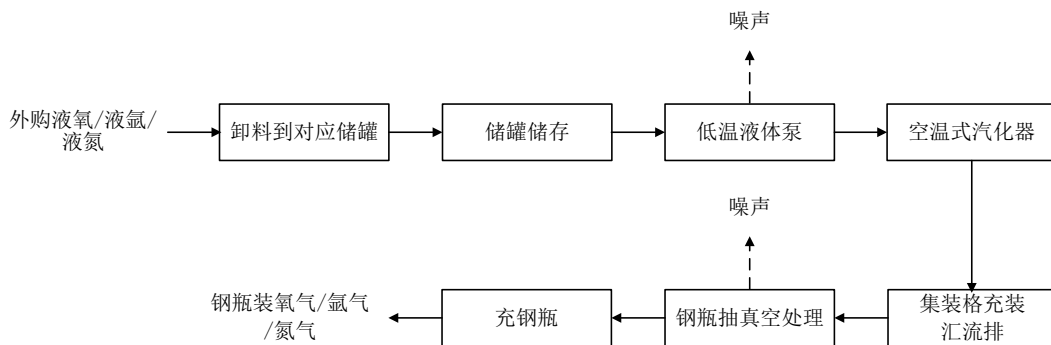 噪声
外购液氧/液氩/
液氮
卸料到对应储罐
储罐储存
低温液体泵
空温式汽化器
噪声
钢瓶装氧气/氩气
/氮气
充钢瓶
钢瓶抽真空处理
集装格充装
汇流排